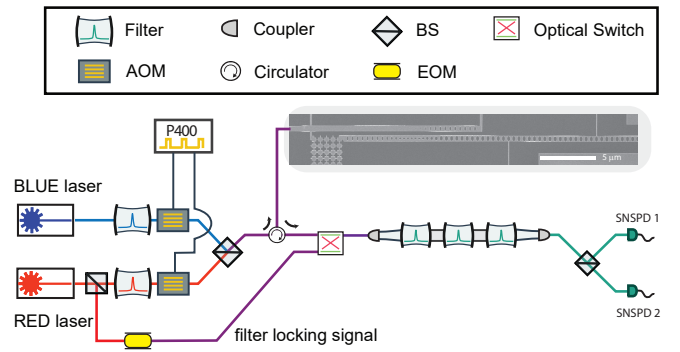 Filter
Coupler
BS
Optical Switch
AOM
Circulator
EOM
P400
5 μm
BLUE laser
SNSPD 1
RED laser
SNSPD 2
filter locking signal